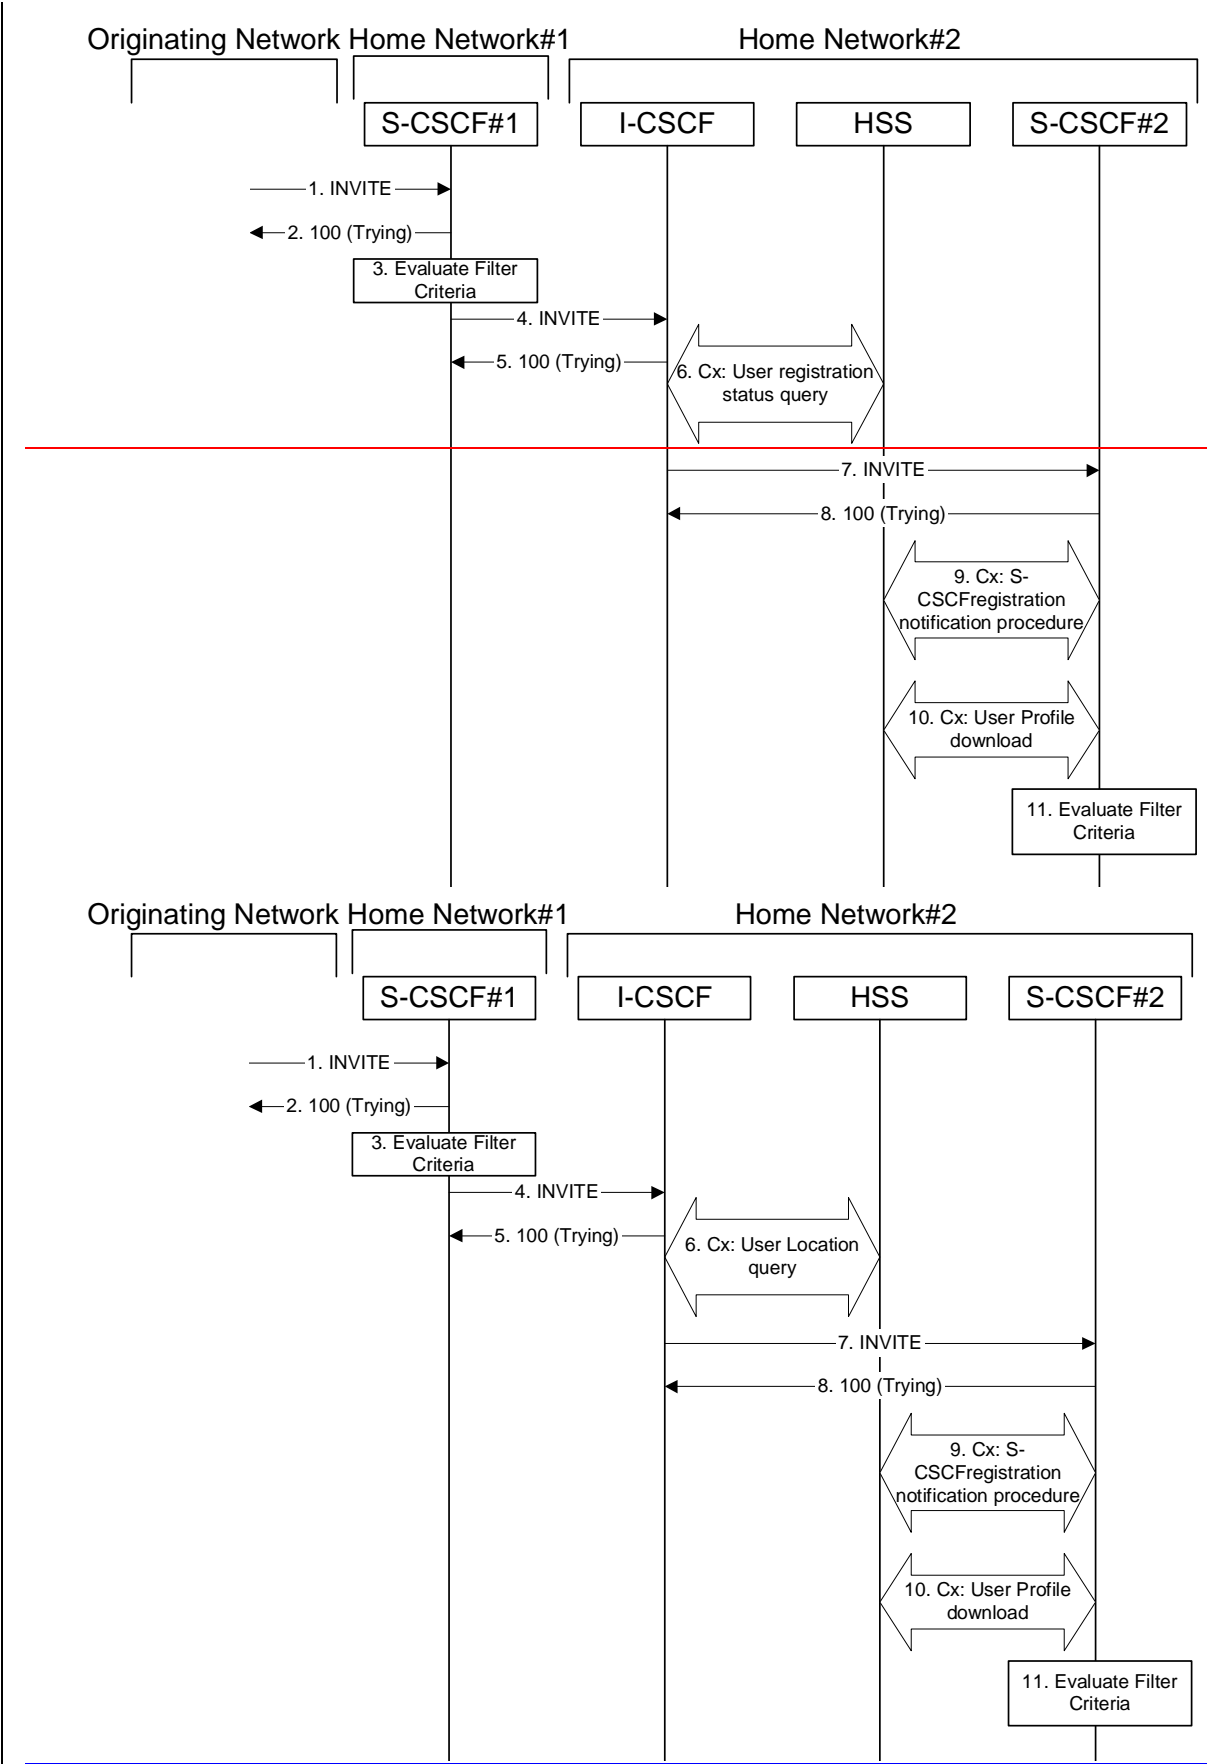 Originating Network Home Network#1 Home Network#2
S-CSCF#1 I-CSCF HSS S-CSCF#2
1. INVITE
2. 100 (Trying)
3. Evaluate Filter
Criteria
4. INVITE
5. 100 (Trying)
6. Cx: User registration
status query
7. INVITE
8. 100 (Trying)
9. Cx: S-
CSCFregistration
notification procedure
10. Cx: User Profile
download
11. Evaluate Filter
Criteria
Originating Network Home Network#1 Home Network#2
S-CSCF#1 I-CSCF HSS S-CSCF#2
1. INVITE
2. 100 (Trying)
3. Evaluate Filter
Criteria
4. INVITE
5. 100 (Trying)
6. Cx: User Location
query
7. INVITE
8. 100 (Trying)
9. Cx: S-
CSCFregistration
notification procedure
10. Cx: User Profile
download
11. Evaluate Filter
Criteria